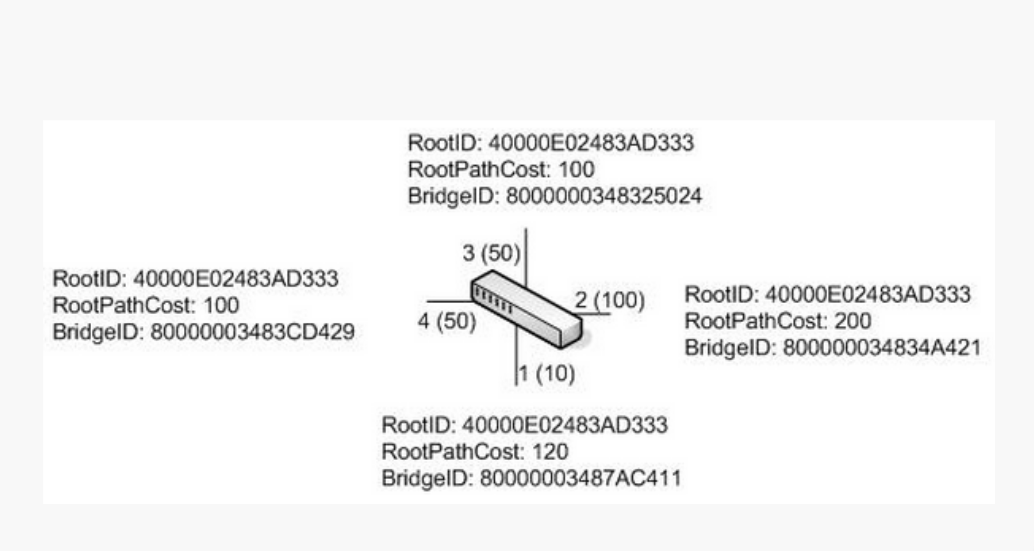 RootID: 40000E02483AD333
RootPathCost: 100
BridgeID: 8000000348325024
3 (50)
RootID: 40000E02483AD333
RootPathCost: 100
BridgeID: 80000003483CD429
4 (50)
2 (100)
RootID: 40000E02483AD333
RootPathCost: 200
BridgeID: 800000034834A421
1 (10)
RootID: 40000E02483AD333
RootPathCost: 120
BridgeID: 80000003487AC411